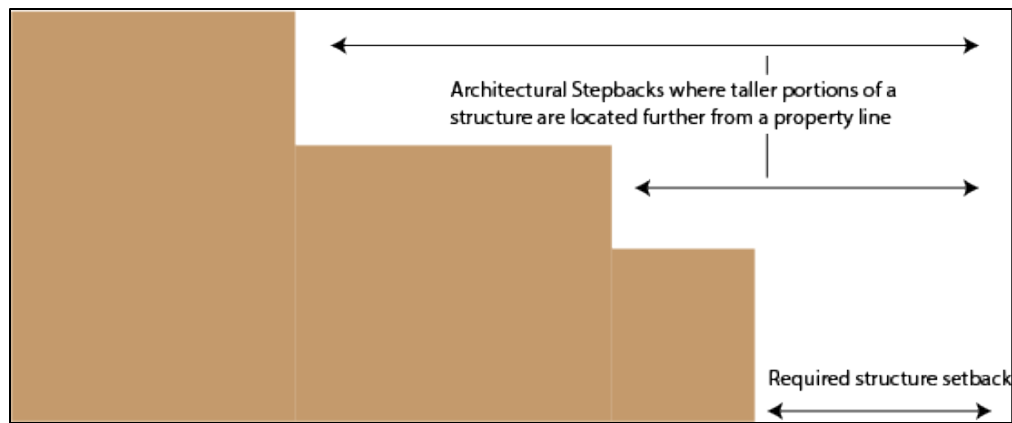 Architectural Stepbacks where taller portions of a
structure are located further from a property line
Required structure setback